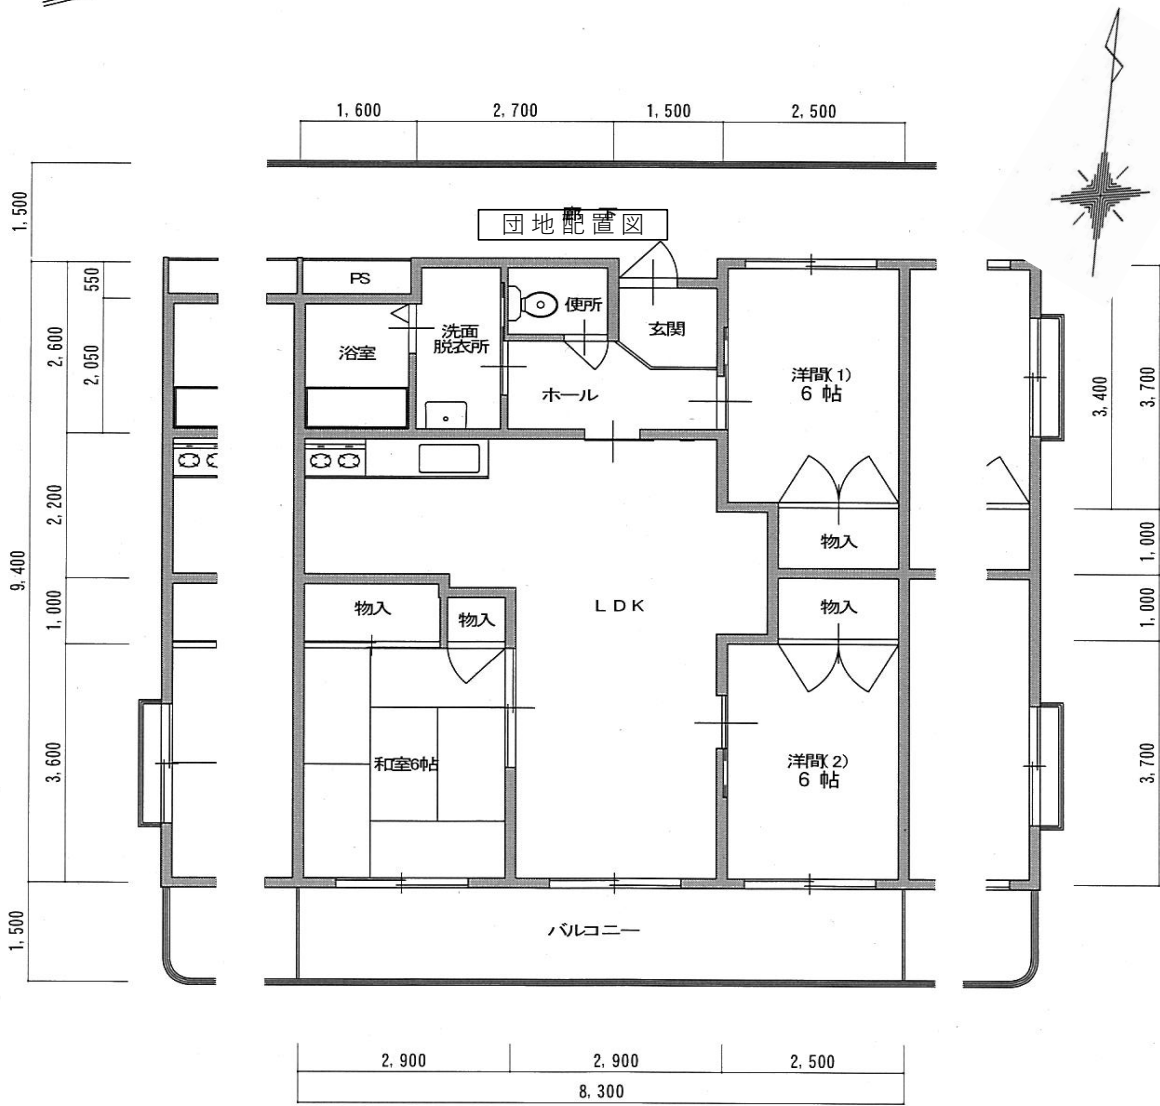 1,600
2,700
1,500
2,500
1,500
団地配置図
550
PS
便所
玄関
洗面
脱衣所
浴室
2,600
2,050
ホール
洋間(1)
6 帖
3,400
3,700
2,200
物入
1,000
9,400
1,000
物入
物入
LDK
物入
1,000
和室6帖
洋間(2)
6 帖
3,600
3,700
1,500
バルコニー
2,900
2,900
2,500
8,300